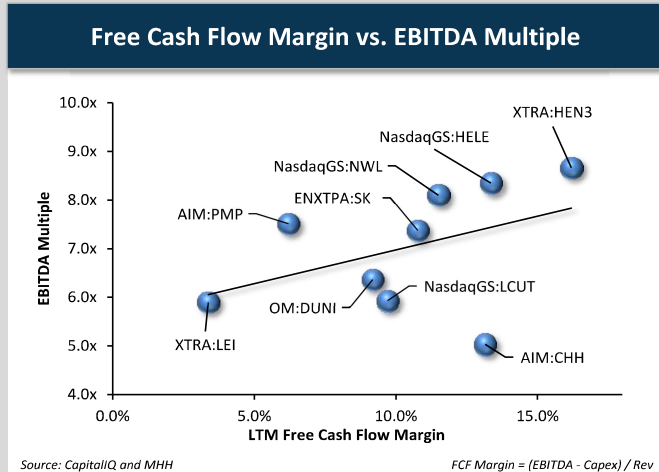 Free Cash Flow Margin vs. EBITDA Multiple
10.0x
9.0x
8.0x
7.0x
6.0x
5.0x
4.0x
EBITDA Multiple
XTRA:HEN3
NasdaqGS:HELE
NasdaqGS:NWL
ENXTPA:SK
AIM:PMP
NasdaqGS:LCUT
OM:DUNI
XTRA:LEI
AIM:CHH
0.0%
5.0%
10.0%
15.0%
LTM Free Cash Flow Margin
Source: CapitalIQ and MHH
FCF Margin = (EBITDA - Capex) / Rev